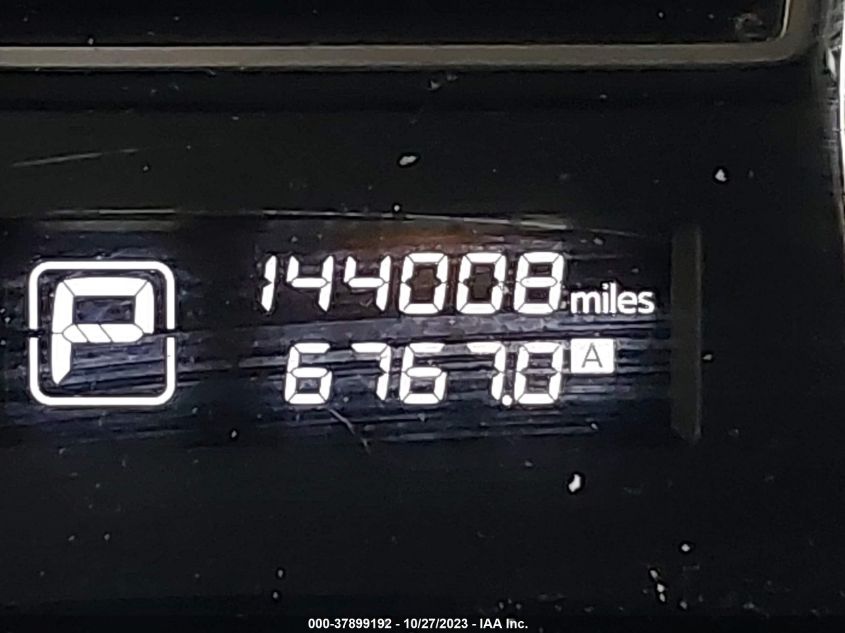 P
144008 miles
6767.0 A
000-37899192 - 10/27/2023 - IAA Inc.